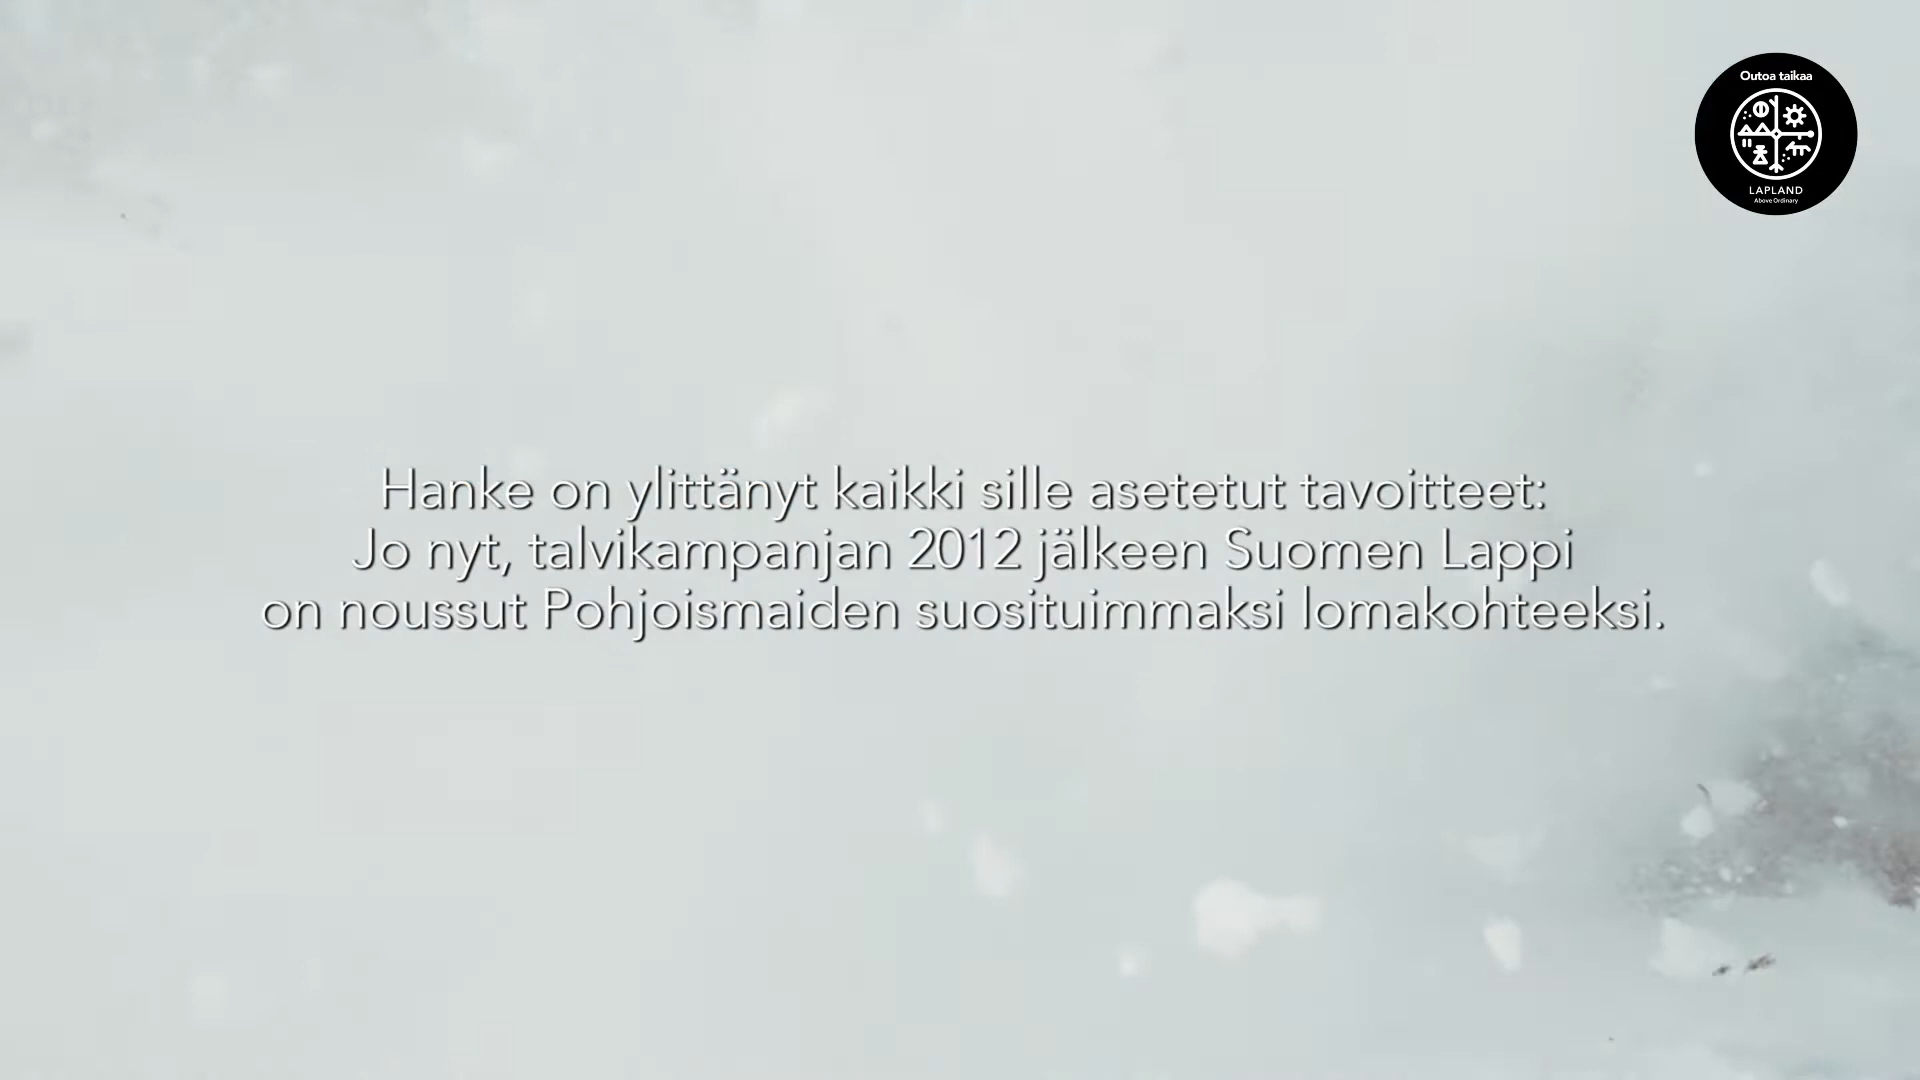 Outoa taikaa
LAPLAND
Above Ordinary
Hanke on ylittänyt kaikki sille asetetut tavoitteet:
Jo nyt, talvikampanjan 2012 jälkeen Suomen Lappi
on noussut Pohjoismaiden suosituimmaksi lomakohteeksi.